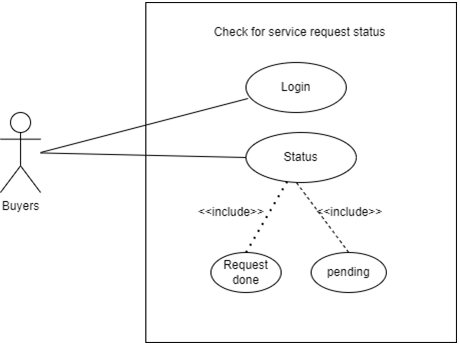 Check for service request status
Login
Status
Buyers
<<include>>
<<include>>
Request
done
pending